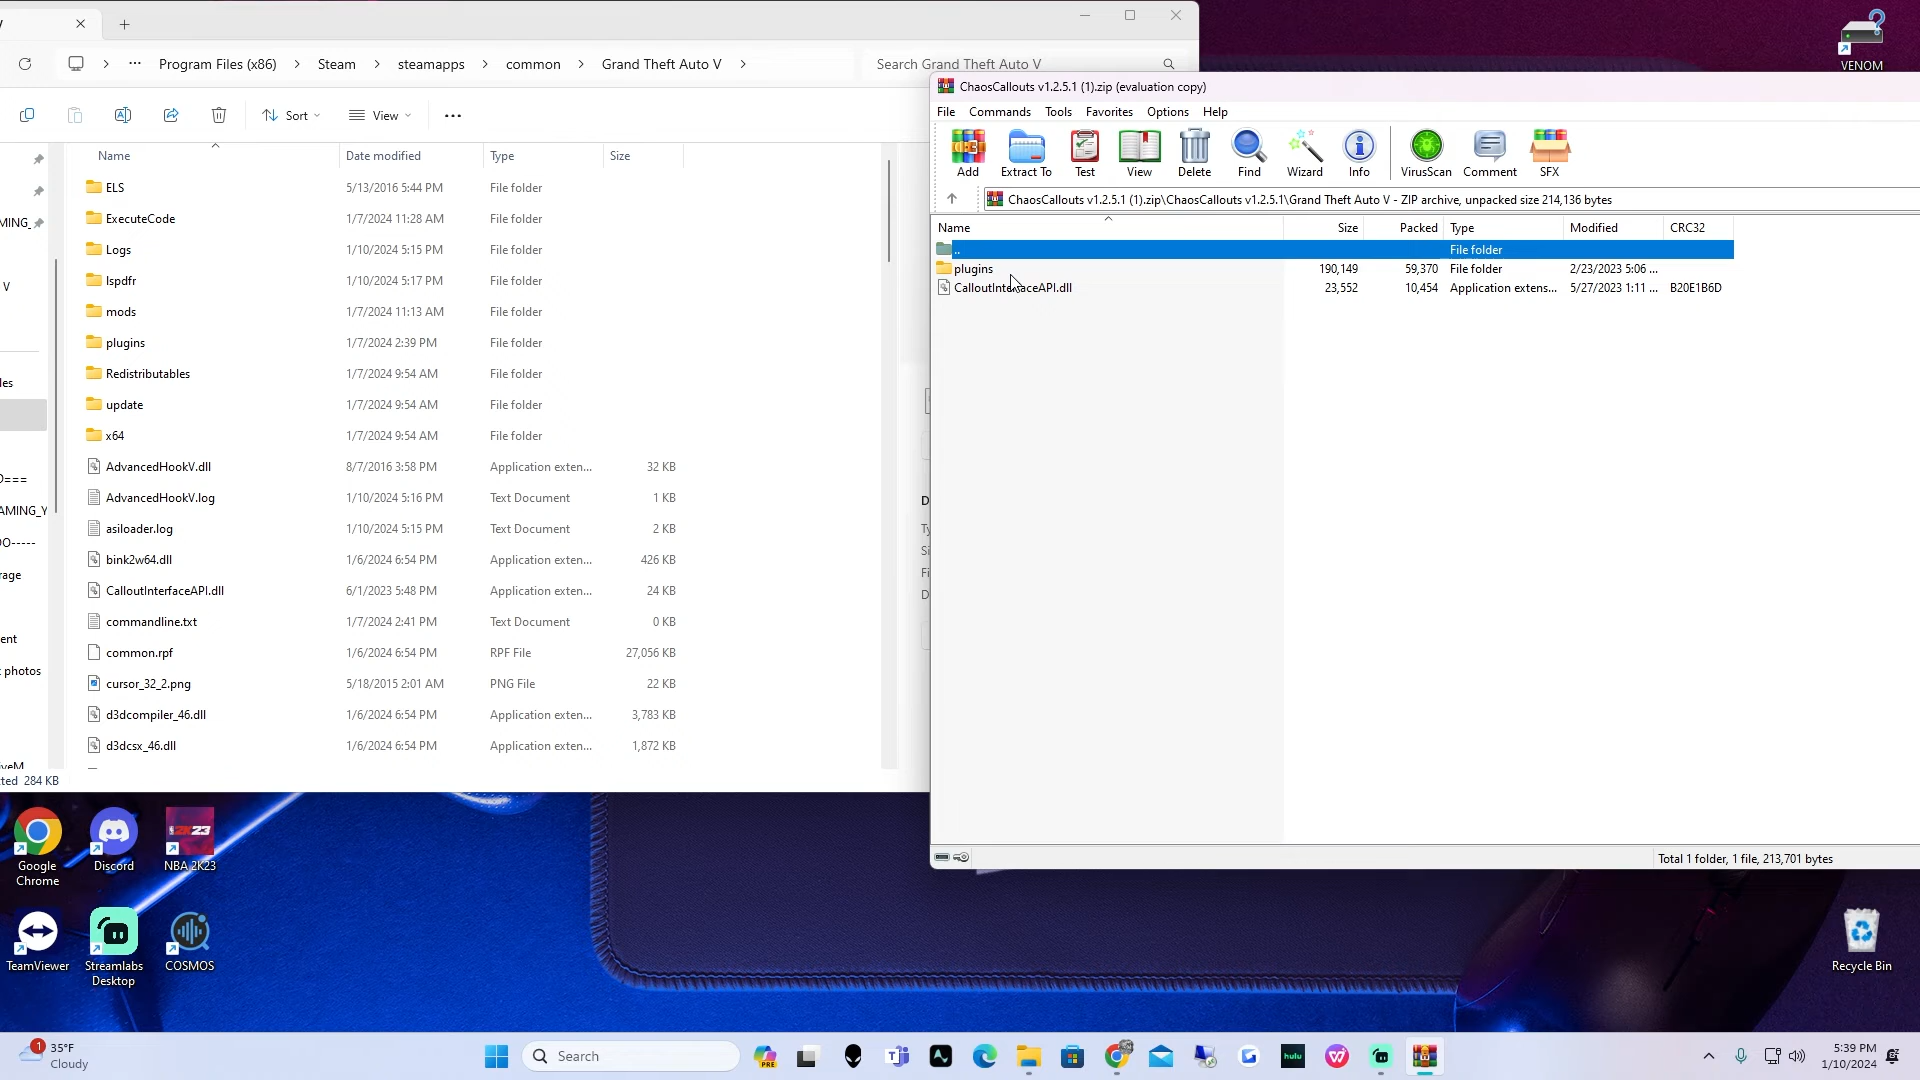 Program Files (x86)
Steam
steamapps
common
Grand Theft Auto V
Search Grand Theft Auto V
Sort
View
Name
Date modified
Type
Size
ELS 5/13/2016 5:44 PM File folder
ExecuteCode 1/7/2024 11:28 AM File folder
Logs 1/10/2024 5:15 PM File folder
lspdfr 1/10/2024 5:17 PM File folder
mods 1/7/2024 11:13 AM File folder
plugins 1/7/2024 2:39 PM File folder
Redistributables 1/7/2024 9:54 AM File folder
update 1/7/2024 9:54 AM File folder
x64 1/7/2024 9:54 AM File folder
AdvancedHookV.dll 8/7/2016 3:58 PM Application exten... 32 KB
AdvancedHookV.log 1/10/2024 5:16 PM Text Document 1 KB
asiloader.log 1/10/2024 5:15 PM Text Document 2 KB
bink2w64.dll 1/6/2024 6:54 PM Application exten... 426 KB
CalloutInterfaceAPI.dll 6/1/2023 5:48 PM Application exten... 24 KB
commandline.txt 1/7/2024 2:41 PM Text Document 0 KB
common.rpf 1/6/2024 6:54 PM RPF File 27,056 KB
cursor_32_2.png 5/18/2015 2:01 AM PNG File 22 KB
d3dcompiler_46.dll 1/6/2024 6:54 PM Application exten... 3,783 KB
d3dcsx_46.dll 1/6/2024 6:54 PM Application exten... 1,872 KB
MING_
V
les
O===
AMING_Y
OO-----
rage
ent
photos
iveM
ted 284 KB
ChaosCallouts v1.2.5.1 (1).zip (evaluation copy)
File Commands Tools Favorites Options Help
Add Extract To Test View Delete Find Wizard Info VirusScan Comment SFX
ChaosCallouts v1.2.5.1 (1).zip\ChaosCallouts v1.2.5.1\Grand Theft Auto V - ZIP archive, unpacked size 214,136 bytes
Name Size Packed Type Modified CRC32
.. File folder
plugins 190,149 59,370 File folder 2/23/2023 5:06 ...
CalloutInterfaceAPI.dll 23,552 10,454 Application extens... 5/27/2023 1:11 ... B20E1B6D
Total 1 folder, 1 file, 213,701 bytes
VENOM
Google
Chrome
Discord
NBA 2K23
TeamViewer
Streamlabs
Desktop
COSMOS
Recycle Bin
1
35°F
Cloudy
Search
PRE
hulu
5:39 PM
1/10/2024